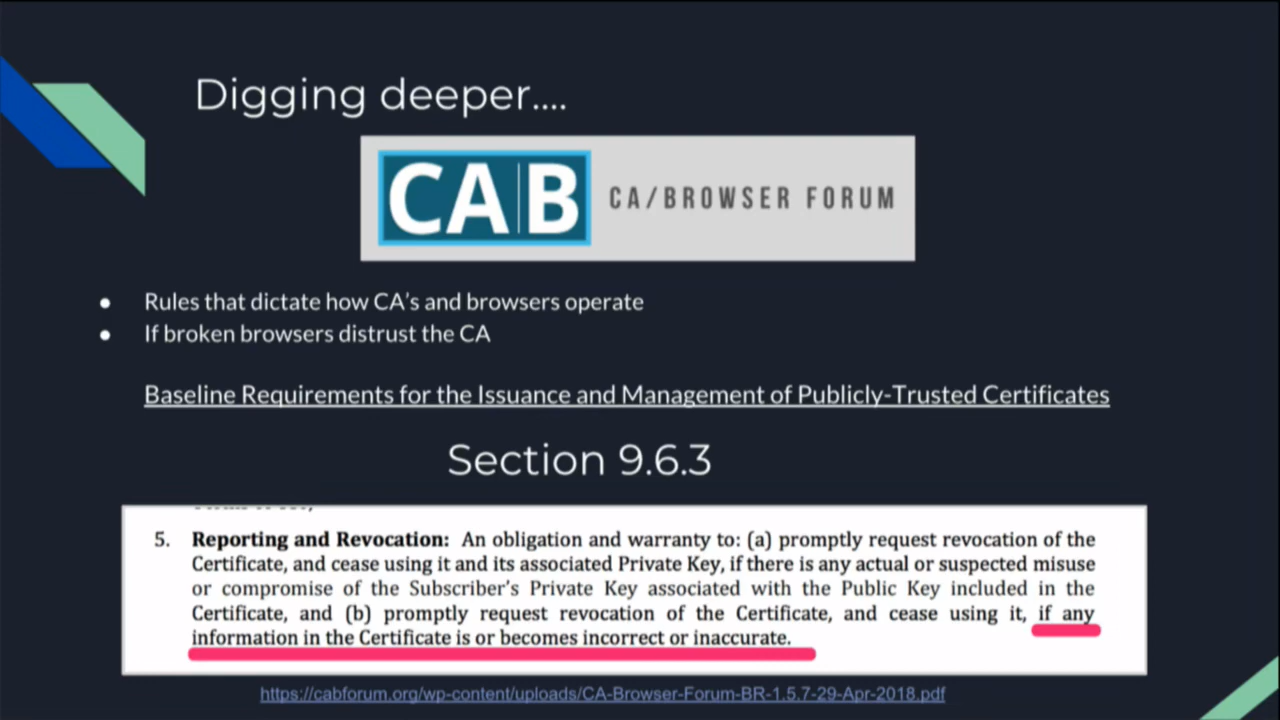 Digging deeper....
CA|B CA/BROWSER FORUM
● Rules that dictate how CA's and browsers operate
● If broken browsers distrust the CA
Baseline Requirements for the Issuance and Management of Publicly-Trusted Certificates
Section 9.6.3
5. Reporting and Revocation: An obligation and warranty to: (a) promptly request revocation of the
Certificate, and cease using it and its associated Private Key, if there is any actual or suspected misuse
or compromise of the Subscriber's Private Key associated with the Public Key included in the
Certificate, and (b) promptly request revocation of the Certificate, and cease using it, if any
information in the Certificate is or becomes incorrect or inaccurate.
https://cabforum.org/wp-content/uploads/CA-Browser-Forum-BR-1.5.7-29-Apr-2018.pdf